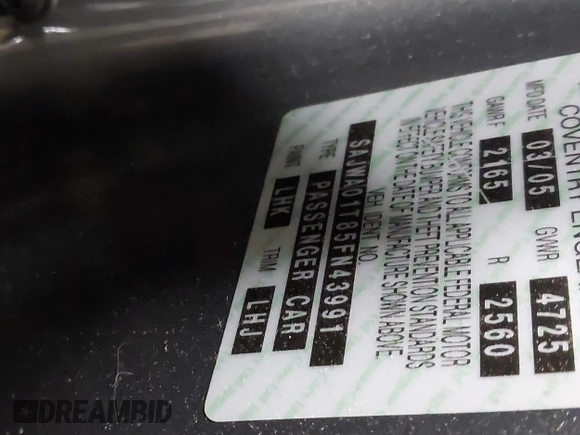 COVENTRY ENGL
MFD DATE 03/05 GVWR 4725
GAWR F 2165 R 2560
THIS VEHICLE CONFORMS TO ALL APPLICABLE FEDERAL MOTOR
VEHICLE SAFETY BUMPER AND THEFT PREVENTION STANDARDS
IN EFFECT ON THE DATE OF MANUFACTURE SHOWN ABOVE.
VEH. IDENT NO.
SAJWA01T85FN43991
TYPE PASSENGER CAR
PAINT LHK TRIM LHJ
DREAMBID